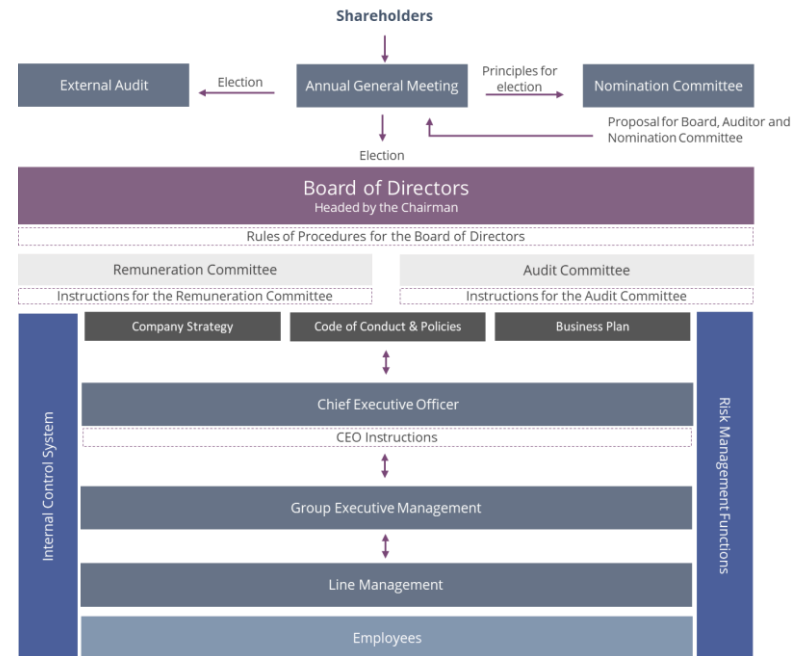 Shareholders
External Audit
Election
Annual General Meeting
Principles for
election
Nomination Committee
Proposal for Board, Auditor and
Nomination Committee
Election
Board of Directors
Headed by the Chairman
Rules of Procedures for the Board of Directors
Remuneration Committee
Audit Committee
Instructions for the Remuneration Committee
Instructions for the Audit Committee
Company Strategy
Code of Conduct & Policies
Business Plan
Internal Control System
Risk Management Functions
Chief Executive Officer
CEO Instructions
Group Executive Management
Line Management
Employees